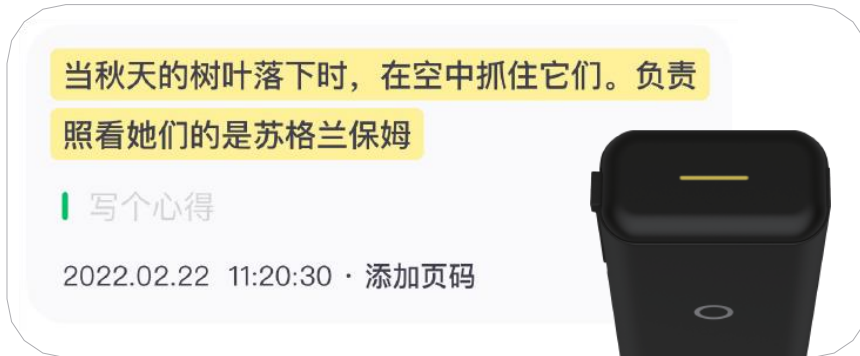 当秋天的树叶落下时，在空中抓住它们。负责
照看她们的是苏格兰保姆
写个心得
2022.02.22 11:20:30 · 添加页码